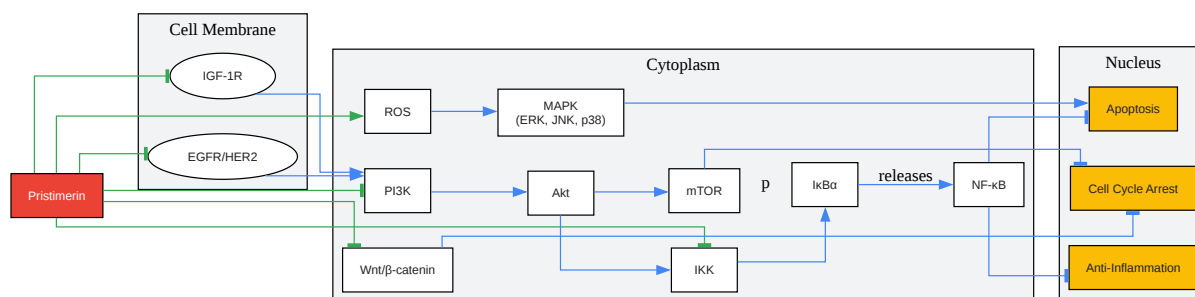 Cell Membrane
IGF-1R
EGFR/HER2
Pristimerin
Cytoplasm
ROS
MAPK
(ERK, JNK, p38)
PI3K
Akt
mTOR
p
IκBα
releases
NF-κB
Wnt/β-catenin
IKK
Nucleus
Apoptosis
Cell Cycle Arrest
Anti-Inflammation